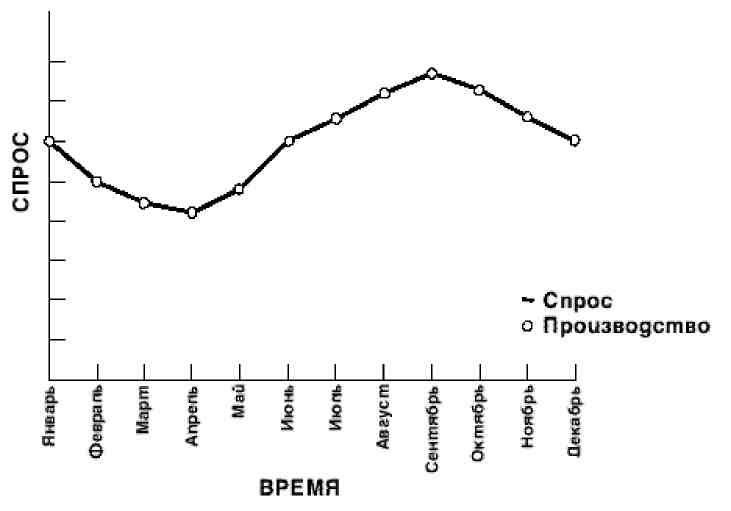 СПРОС
Спрос
Производство
Январь
Февраль
Март
Апрель
Май
Июнь
Июль
Август
Сентябрь
Октябрь
Ноябрь
Декабрь
ВРЕМЯ